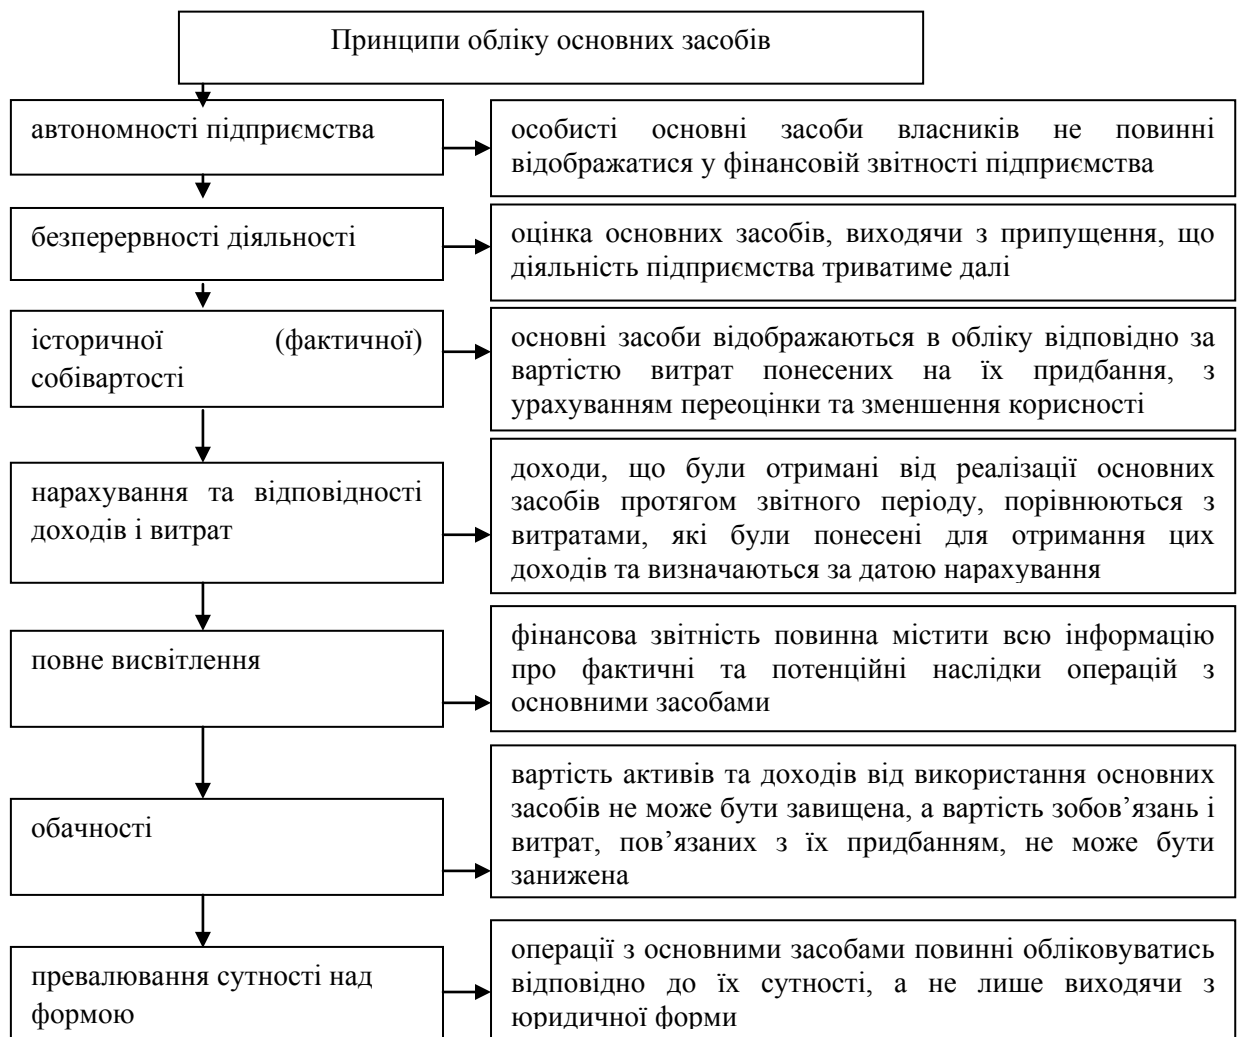 Принципи обліку основних засобів
автономності підприємства
особисті основні засоби власників не повинні
відображатися у фінансовій звітності підприємства
безперервності діяльності
оцінка основних засобів, виходячи з припущення, що
діяльність підприємства триватиме далі
історичної (фактичної)
собівартості
основні засоби відображаються в обліку відповідно за
вартістю витрат понесених на їх придбання, з
урахуванням переоцінки та зменшення корисності
нарахування та відповідності
доходів і витрат
доходи, що були отримані від реалізації основних
засобів протягом звітного періоду, порівнюються з
витратами, які були понесені для отримання цих
доходів та визначаються за датою нарахування
повне висвітлення
фінансова звітність повинна містити всю інформацію
про фактичні та потенційні наслідки операцій з
основними засобами
обачності
вартість активів та доходів від використання основних
засобів не може бути завищена, а вартість зобов’язань і
витрат, пов’язаних з їх придбанням, не може бути
занижена
превалювання сутності над
формою
операції з основними засобами повинні обліковуватись
відповідно до їх сутності, а не лише виходячи з
юридичної форми